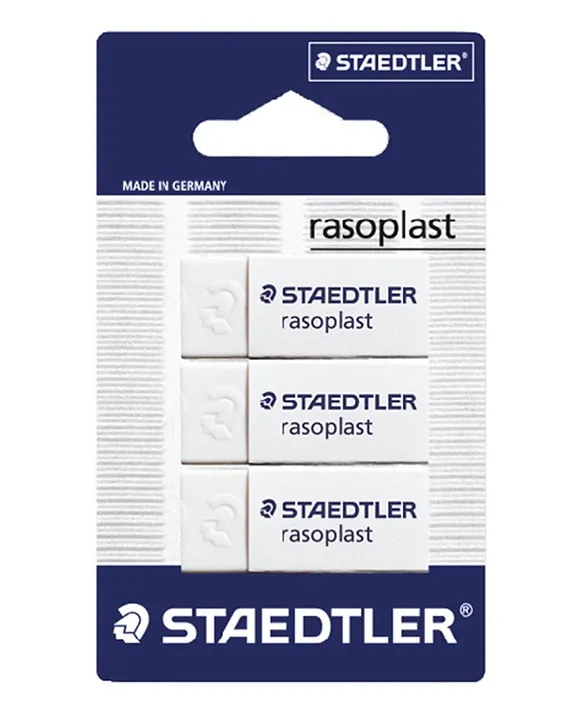 STAEDTLER®
MADE IN GERMANY
rasoplast
STAEDTLER
rasoplast
STAEDTLER
rasoplast
STAEDTLER
rasoplast
STAEDTLER®